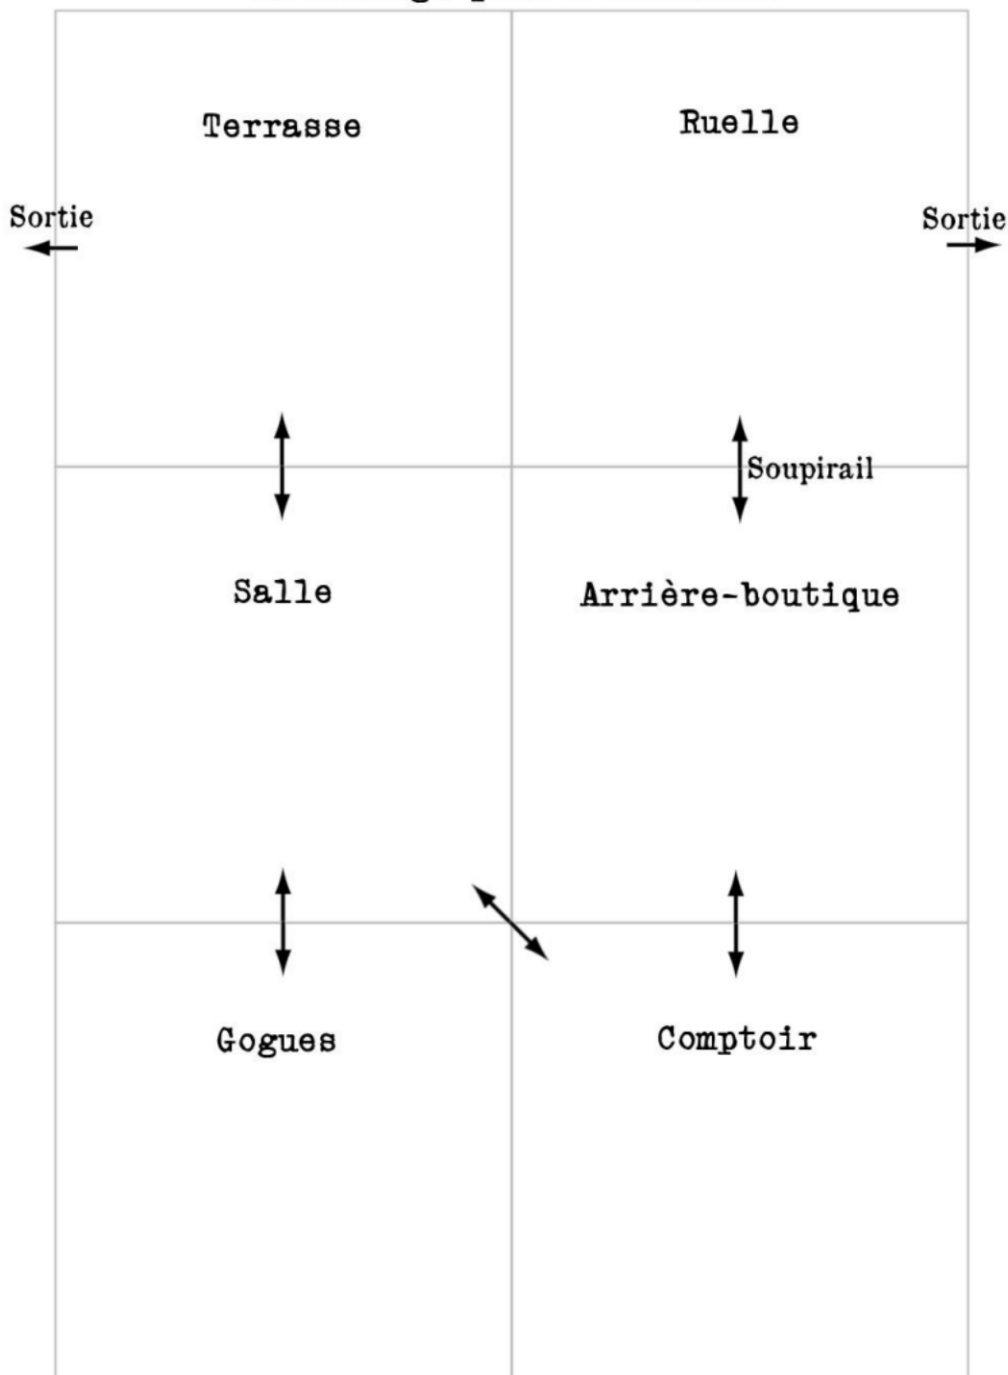 Terrasse
Ruelle
Sortie
Sortie
Soupirail
Salle
Arrière-boutique
Gogues
Comptoir